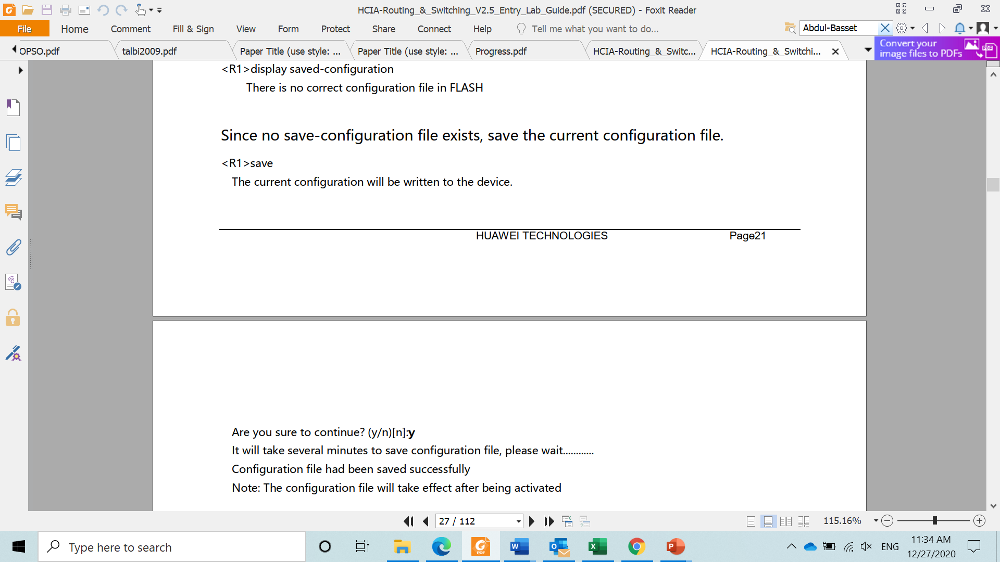 HCIA-Routing_&_Switching_V2.5_Entry_Lab_Guide.pdf (SECURED) - Foxit Reader
File Home Comment Fill & Sign View Form Protect Share Connect Help Tell me what you want to do... Abdul-Basset
OPSO.pdf talbi2009.pdf Paper Title (use style: ... Paper Title (use style: ... Progress.pdf HCIA-Routing_&_Switc... HCIA-Routing_&_Switchi...
Convert your
image files to PDFs
PDF
<R1>display saved-configuration
There is no correct configuration file in FLASH
Since no save-configuration file exists, save the current configuration file.
<R1>save
The current configuration will be written to the device.
HUAWEI TECHNOLOGIES Page21
Are you sure to continue? (y/n)[n]:y
It will take several minutes to save configuration file, please wait............
Configuration file had been saved successfully
Note: The configuration file will take effect after being activated
27 / 112 115.16%
Type here to search
PDF
ENG
11:34 AM
12/27/2020